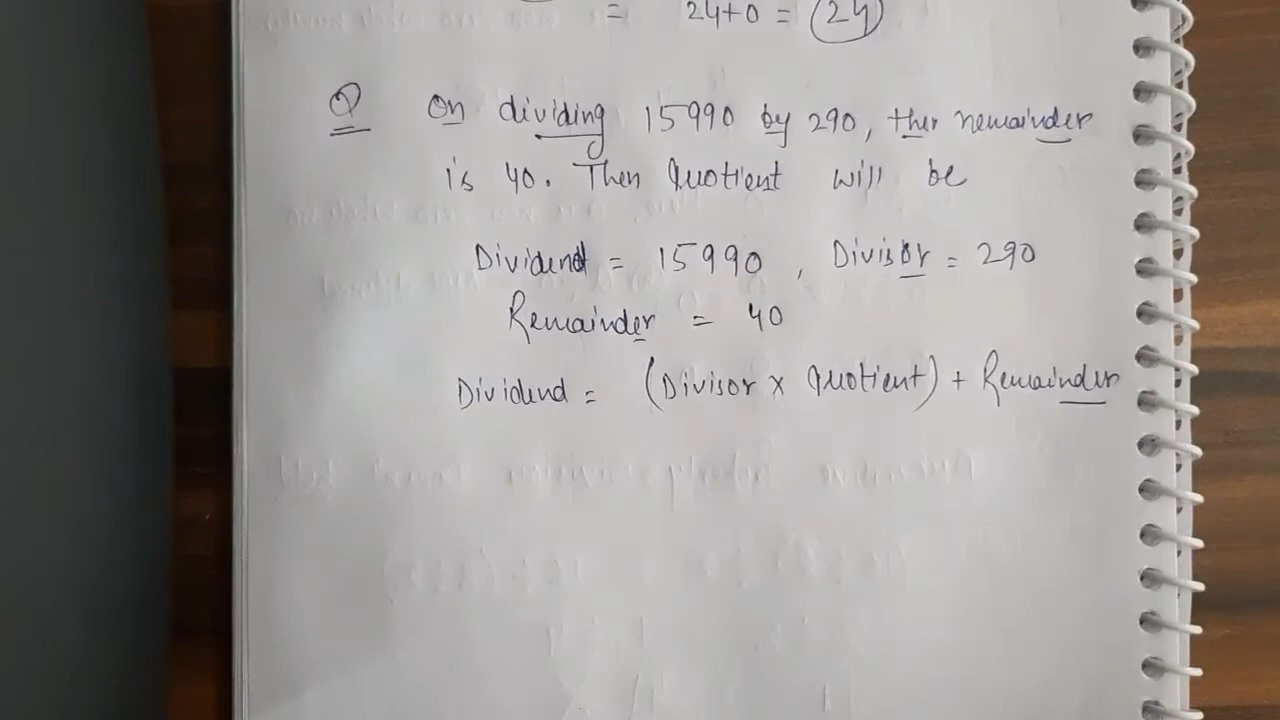 = 24+0 = 24
Q On dividing 15990 by 290, ther remainder
is 40. Then Quotient will be
Dividend = 15990, Divisor = 290
Remainder = 40
Dividend = (Divisor x Quotient) + Remainder